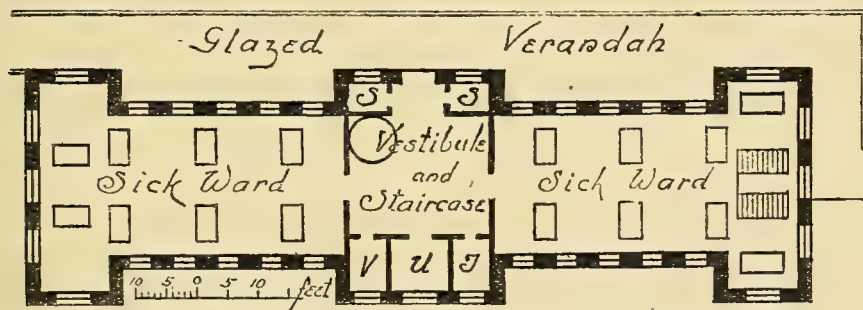 Glazed Verandah
S S
Vestibule
and
Staircase
Sick Ward
Sick Ward
V U J
10 5 0 5 10 feet